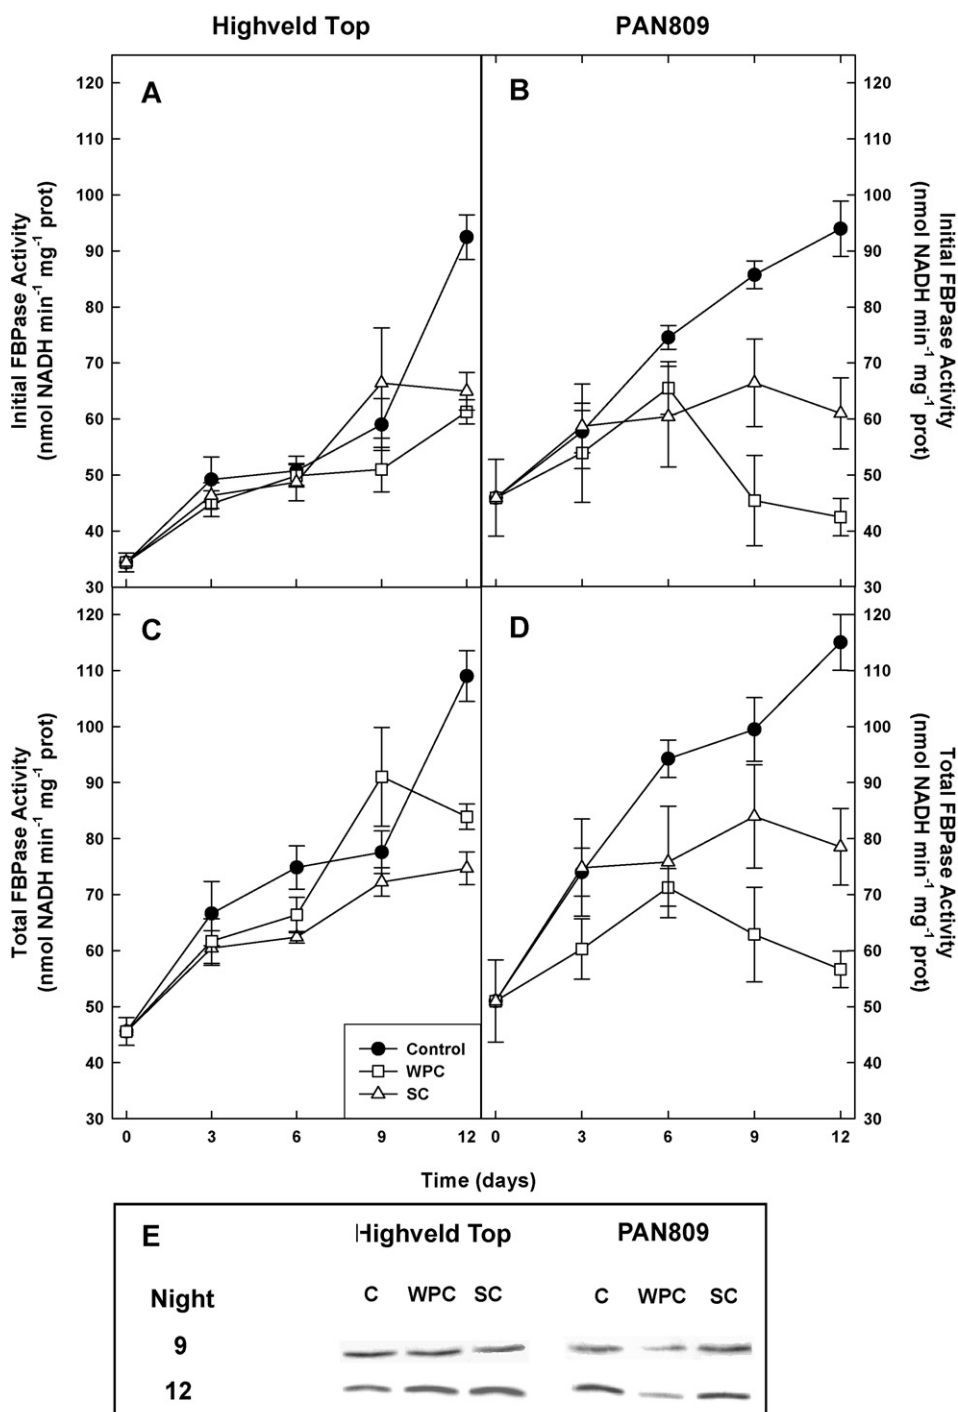 Highveld Top PAN809
A B
120 120
110 110
100 100
90 90
80 80
70 70
60 60
50 50
40 40
30 30
Initial FBPase Activity
(nmol NADH min⁻¹ mg⁻¹ prot)
Initial FBPase Activity
(nmol NADH min⁻¹ mg⁻¹ prot)
C D
120 120
110 110
100 100
90 90
80 80
70 70
60 60
50 50
40 40
30 30
Total FBPase Activity
(nmol NADH min⁻¹ mg⁻¹ prot)
Total FBPase Activity
(nmol NADH min⁻¹ mg⁻¹ prot)
Control
WPC
SC
0 3 6 9 12 0 3 6 9 12
Time (days)
E Highveld Top PAN809
Night C WPC SC C WPC SC
9
12